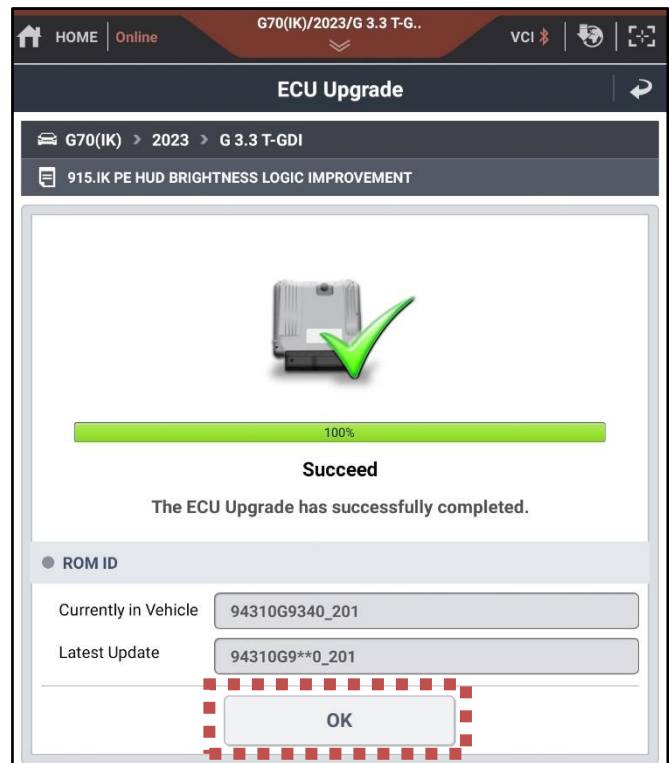 HOME Online G70(IK)/2023/G 3.3 T-G.. VCI
ECU Upgrade
G70(IK) > 2023 > G 3.3 T-GDI
915.IK PE HUD BRIGHTNESS LOGIC IMPROVEMENT
100%
Succeed
The ECU Upgrade has successfully completed.
ROM ID
Currently in Vehicle 94310G9340_201
Latest Update 94310G9**0_201
OK